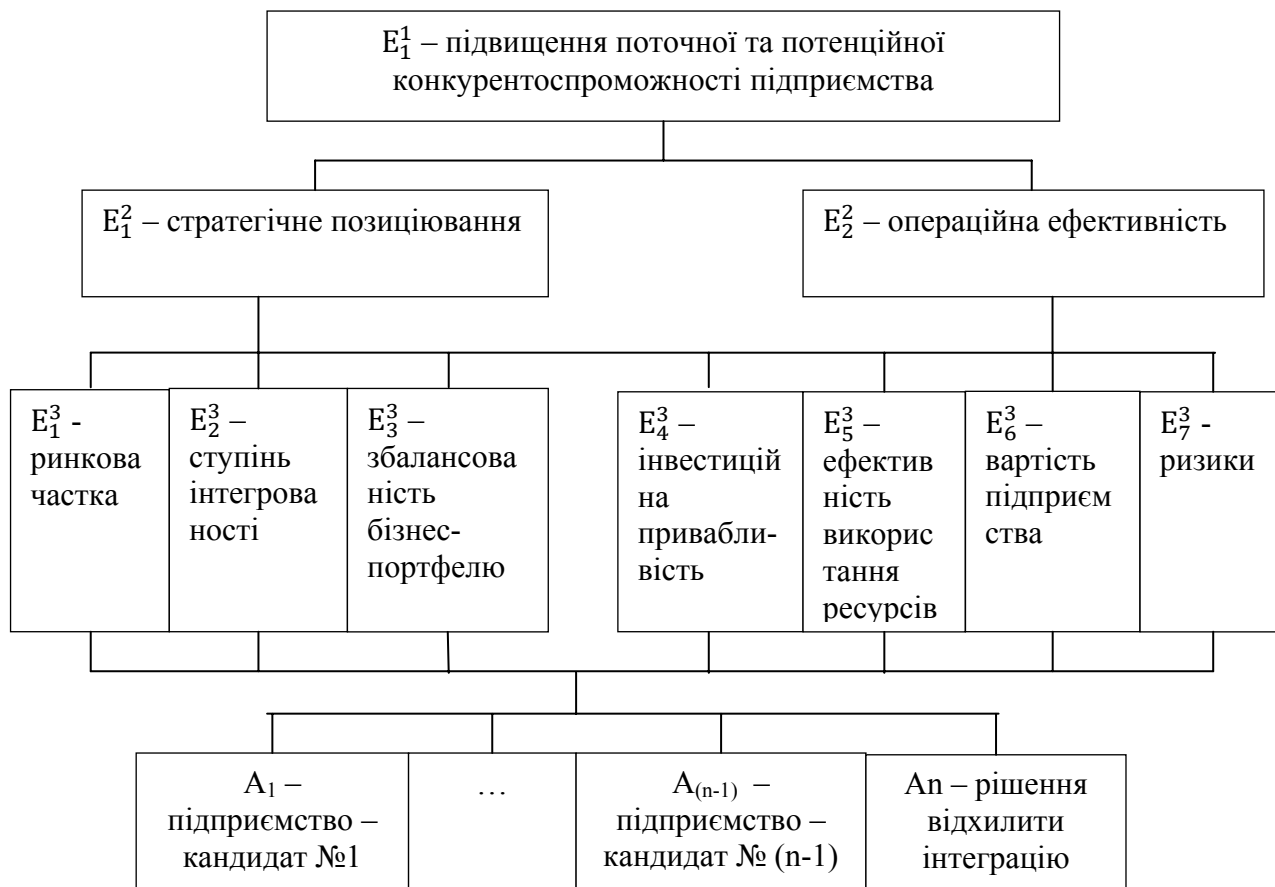 E₁¹ – підвищення поточної та потенційної
конкурентоспроможності підприємства
E₁² – стратегічне позиціювання
E₂² – операційна ефективність
E₁³ -
ринкова
частка
E₂³ –
ступінь
інтегрова
ності
E₃³ –
збалансова
ність
бізнес-
портфелю
E₄³ –
інвестицій
на
привабли-
вість
E₅³ –
ефектив
ність
викорис
тання
ресурсів
E₆³ –
вартість
підприєм
ства
E₇³ -
ризики
A₁ –
підприємство –
кандидат №1
…
A₍ₙ₋₁₎ –
підприємство –
кандидат № (n-1)
An – рішення
відхилити
інтеграцію